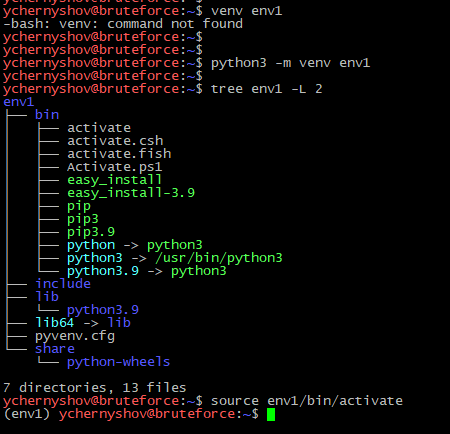 ychernyshov@bruteforce:~$ venv env1
-bash: venv: command not found
ychernyshov@bruteforce:~$
ychernyshov@bruteforce:~$
ychernyshov@bruteforce:~$ python3 -m venv env1
ychernyshov@bruteforce:~$
ychernyshov@bruteforce:~$ tree env1 -L 2
env1
├── bin
│   ├── activate
│   ├── activate.csh
│   ├── activate.fish
│   ├── Activate.ps1
│   ├── easy_install
│   ├── easy_install-3.9
│   ├── pip
│   ├── pip3
│   ├── pip3.9
│   ├── python -> python3
│   ├── python3 -> /usr/bin/python3
│   └── python3.9 -> python3
├── include
├── lib
│   └── python3.9
├── lib64 -> lib
├── pyvenv.cfg
└── share
    └── python-wheels

7 directories, 13 files
ychernyshov@bruteforce:~$ source env1/bin/activate
(env1) ychernyshov@bruteforce:~$